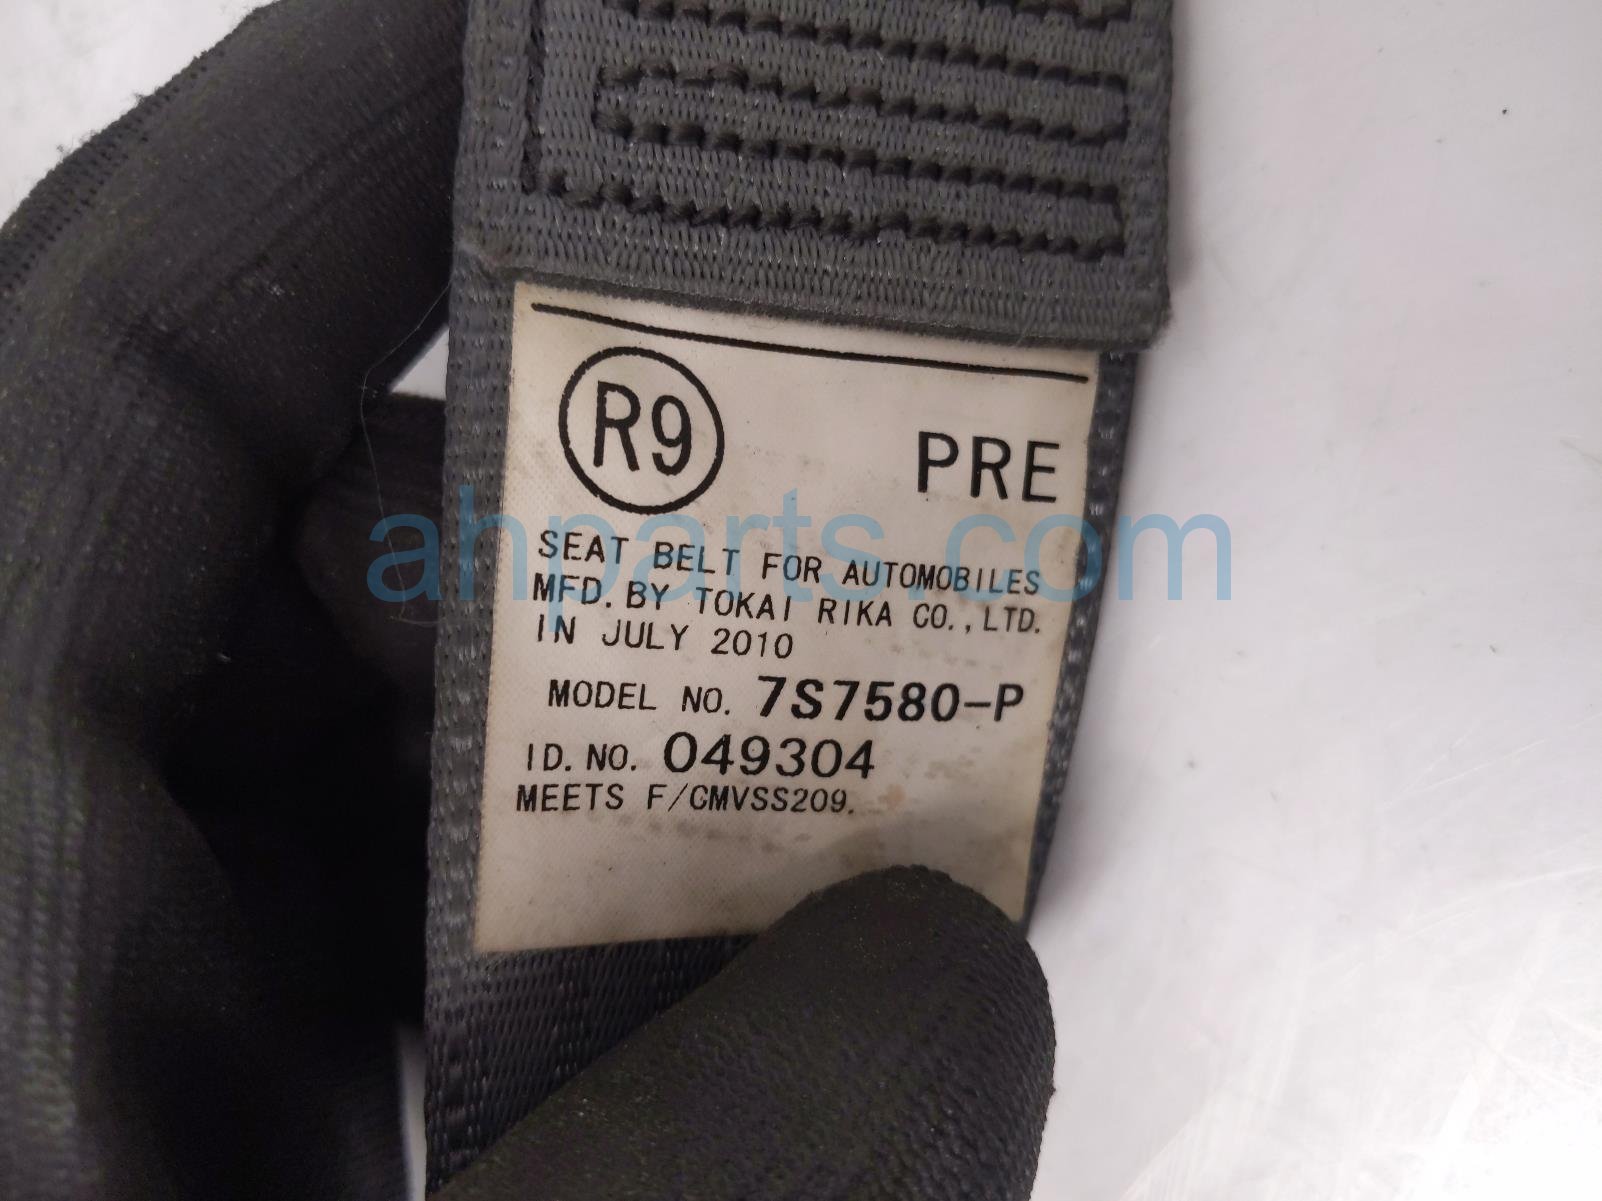 R9 PRE
SEAT BELT FOR AUTOMOBILES
MFD. BY TOKAI RIKA CO., LTD.
IN JULY 2010
MODEL NO. 7S7580-P
ID. NO. 049304
MEETS F/CMVSS209.
ahparts.com